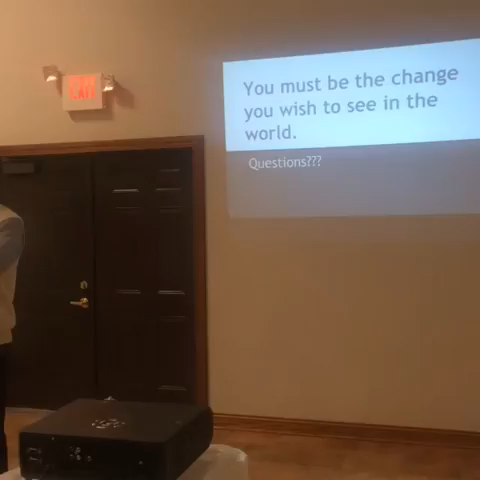 EXIT
You must be the change
you wish to see in the
world.
Questions???